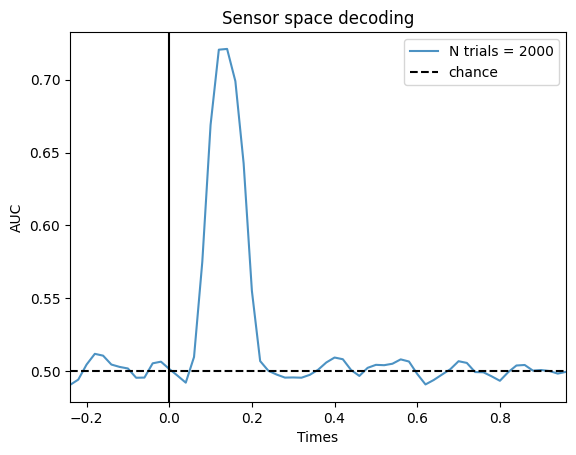 Sensor space decoding
N trials = 2000
chance
0.70
0.65
0.60
0.55
0.50
AUC
−0.2 0.0 0.2 0.4 0.6 0.8
Times